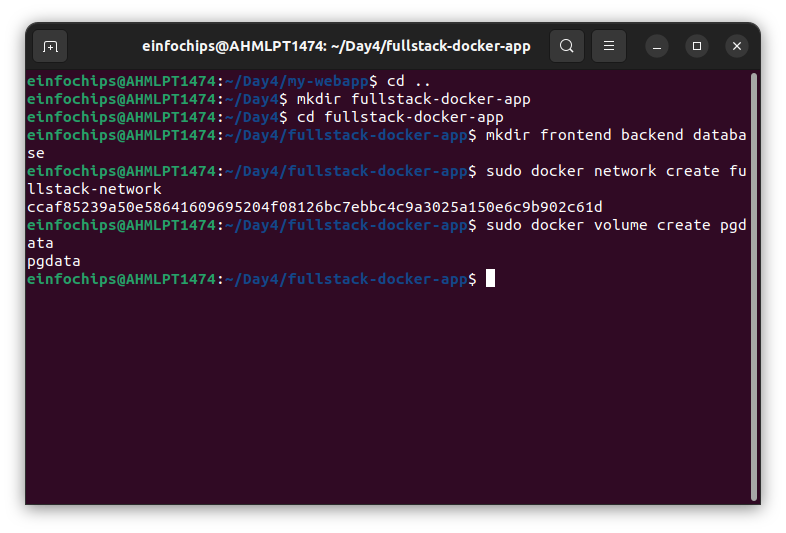 einfochips@AHMLPT1474: ~/Day4/fullstack-docker-app
einfochips@AHMLPT1474:~/Day4/my-webapp$ cd ..
einfochips@AHMLPT1474:~/Day4$ mkdir fullstack-docker-app
einfochips@AHMLPT1474:~/Day4$ cd fullstack-docker-app
einfochips@AHMLPT1474:~/Day4/fullstack-docker-app$ mkdir frontend backend databa
se
einfochips@AHMLPT1474:~/Day4/fullstack-docker-app$ sudo docker network create fu
llstack-network
ccaf85239a50e58641609695204f08126bc7ebbc4c9a3025a150e6c9b902c61d
einfochips@AHMLPT1474:~/Day4/fullstack-docker-app$ sudo docker volume create pgd
ata
pgdata
einfochips@AHMLPT1474:~/Day4/fullstack-docker-app$